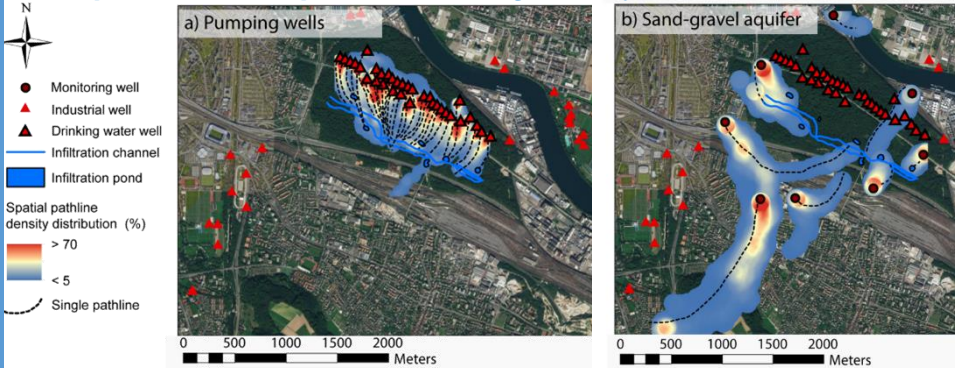 N
Monitoring well
Industrial well
Drinking water well
Infiltration channel
Infiltration pond
Spatial pathline
density distribution (%)
> 70
< 5
Single pathline
a) Pumping wells
0 500 1000 1500 2000
Meters
b) Sand-gravel aquifer
0 500 1000 1500 2000
Meters